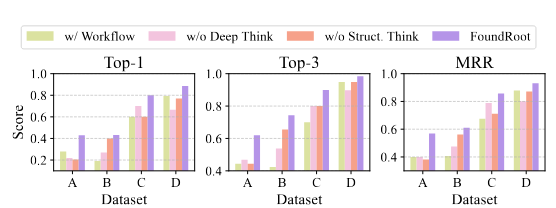 w/ Workflow w/o Deep Think w/o Struct. Think FoundRoot
Top-1 Top-3 MRR
Score
1.0
0.8
0.6
0.4
0.2
A B C D
Dataset
1.0
0.8
0.6
0.4
A B C D
Dataset
1.0
0.8
0.6
0.4
A B C D
Dataset